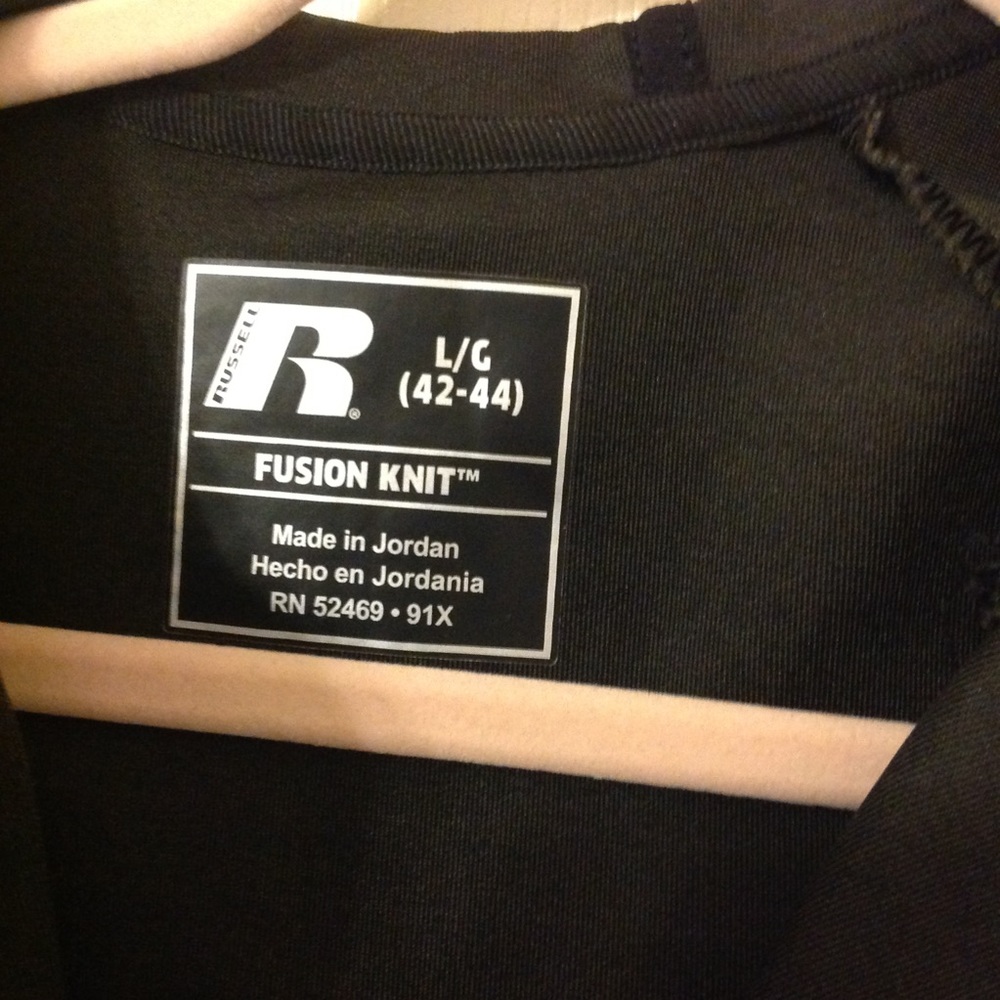 RUSSELL
R®
L/G
(42-44)
FUSION KNIT™
Made in Jordan
Hecho en Jordania
RN 52469 • 91X